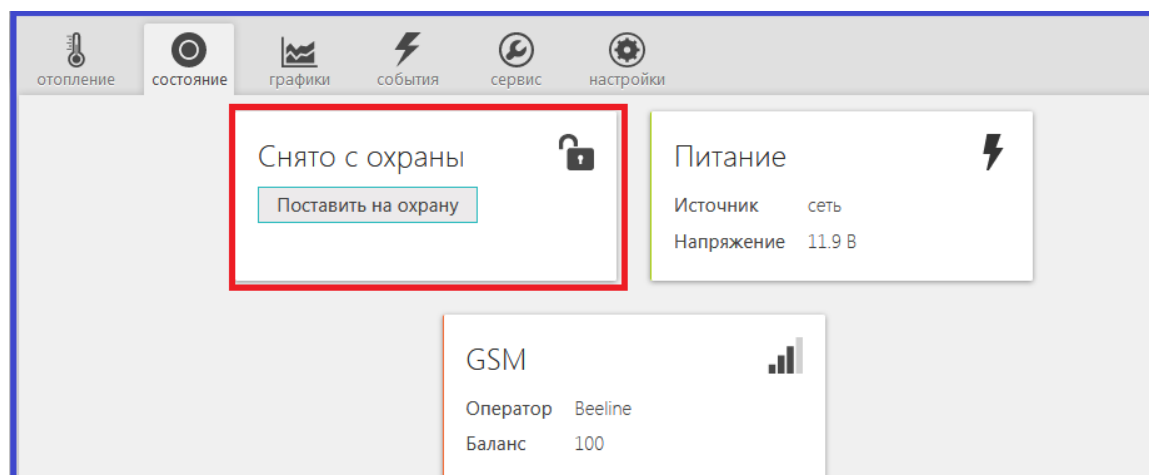 отопление состояние графики события сервис настройки
Снято с охраны
Поставить на охрану
Питание
Источник сеть
Напряжение 11.9 В
GSM
Оператор Beeline
Баланс 100